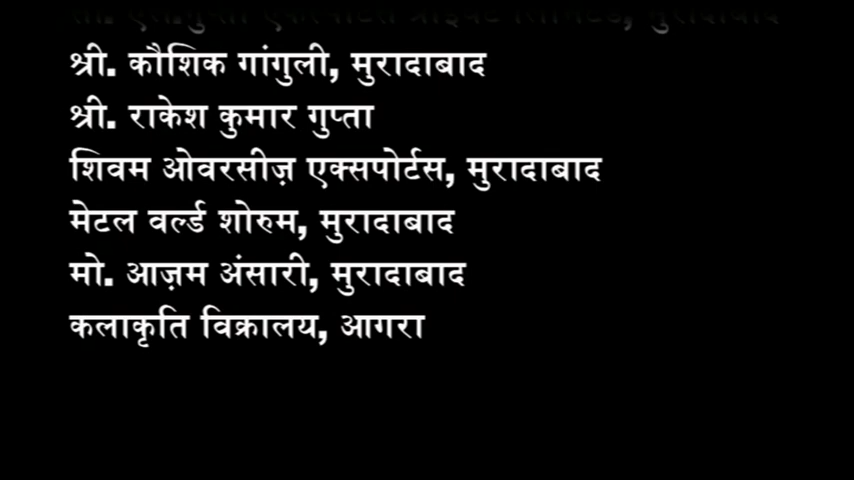 श्री. कौशिक गांगुली, मुरादाबाद
श्री. राकेश कुमार गुप्ता
शिवम ओवरसीज़ एक्सपोर्टस, मुरादाबाद
मेटल वर्ल्ड शोरुम, मुरादाबाद
मो. आज़म अंसारी, मुरादाबाद
कलाकृति विक्रालय, आगरा